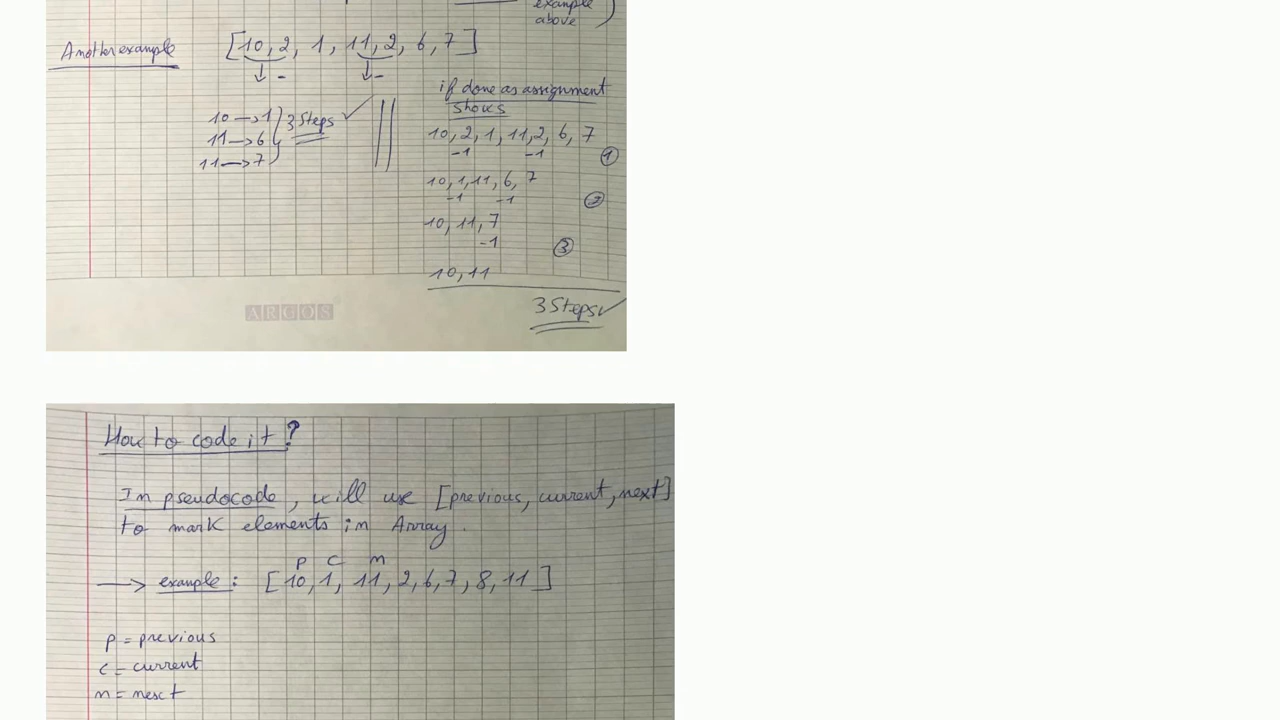 example
above
Another example [10, 2, 1, 11, 2, 6, 7]
↓ - ↓ -
10 → 1
11 → 6
11 → 7
3 Steps ✓
if done as assignment
shows
10, 2, 1, 11, 2, 6, 7
-1 -1 ①
10, 1, 11, 6, 7
-1 -1 ②
10, 11, 7
-1 ③
10, 11
3 Steps ✓
ARGOS
How to code it?
In pseudocode, will use [previous, current, next]
to mark elements in Array.
P C n
→ example: [10, 1, 11, 2, 6, 7, 8, 11]
p = previous
c = current
n = next